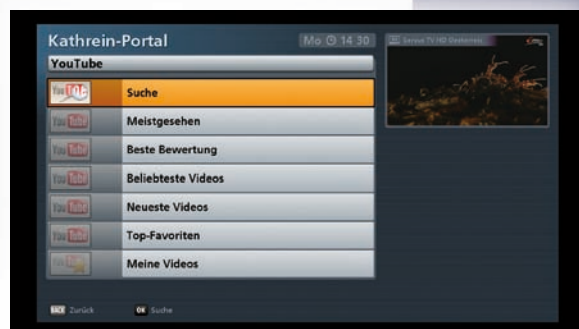 Kathrein-Portal
Mo 14 30
YouTube
Suche
Meistgesehen
Beste Bewertung
Beliebteste Videos
Neueste Videos
Top-Favoriten
Meine Videos
BACK Zurück
OK Suche